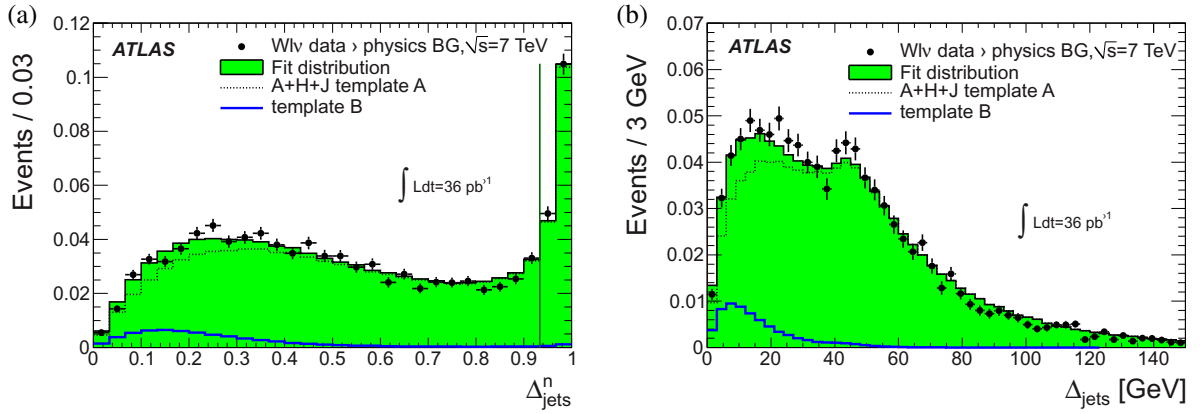 (a)
Events / 0.03
0.12
0.1
0.08
0.06
0.04
0.02
0
ATLAS
Wlν data › physics BG,√s=7 TeV
Fit distribution
A+H+J template A
template B
∫ Ldt=36 pb›1
0 0.1 0.2 0.3 0.4 0.5 0.6 0.7 0.8 0.9 1
Δⁿjets
(b)
Events / 3 GeV
0.07
0.06
0.05
0.04
0.03
0.02
0.01
0
ATLAS
Wlν data › physics BG,√s=7 TeV
Fit distribution
A+H+J template A
template B
∫ Ldt=36 pb›1
0 20 40 60 80 100 120 140
Δjets [GeV]